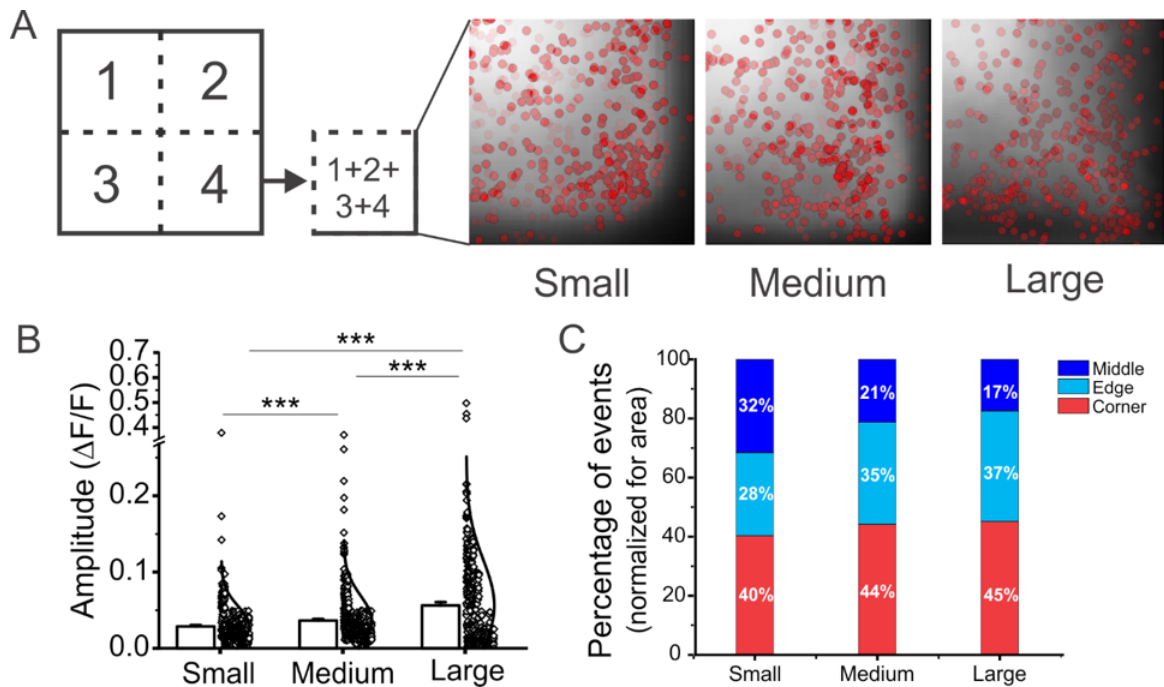 A
1 2
3 4
1+2+
3+4
Small Medium Large
B
Amplitude (ΔF/F)
0.7
0.6
0.5
0.4
0.2
0.1
0.0
***
***
***
Small Medium Large
C
Percentage of events
(normalized for area)
100
80
60
40
20
0
32% 21% 17%
28% 35% 37%
40% 44% 45%
Small Medium Large
Middle
Edge
Corner